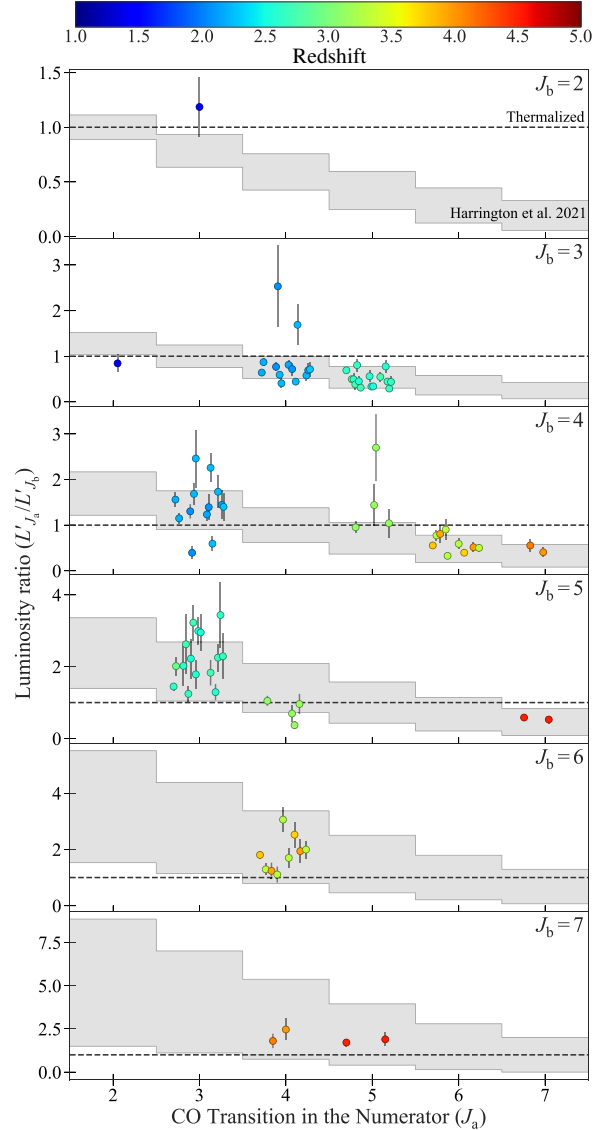 1.0 1.5 2.0 2.5 3.0 3.5 4.0 4.5 5.0
Redshift
J_b = 2
1.5
Thermalized
1.0
0.5
Harrington et al. 2021
0.0
J_b = 3
3
2
1
0
J_b = 4
3
2
1
0
Luminosity ratio (L′_{J_a}/L′_{J_b})
J_b = 5
4
2
0
J_b = 6
4
2
0
J_b = 7
7.5
5.0
2.5
0.0
2 3 4 5 6 7
CO Transition in the Numerator (J_a)